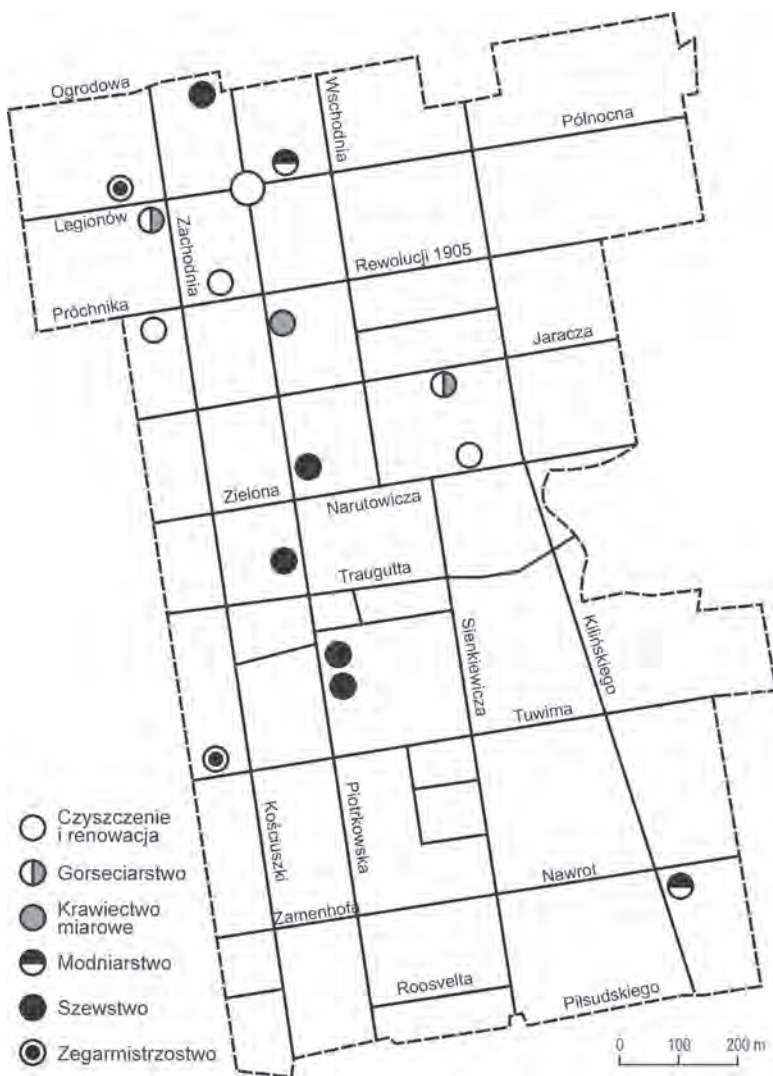 Ogrodowa
Wschodnia
Północna
Legionów
Zachodnia
Rewolucji 1905
Próchnika
Jaracza
Zielona
Narutowicza
Traugutta
Sienkiewicza
Kilińskiego
Tuwima
Kościuszki
Piotrkowska
Nawrot
Zamenhofa
Roosvelta
Piłsudskiego
Czyszczenie
i renowacja
Gorseciarstwo
Krawiectwo
miarowe
Modniarstwo
Szewstwo
Zegarmistrzostwo
0 100 200 m